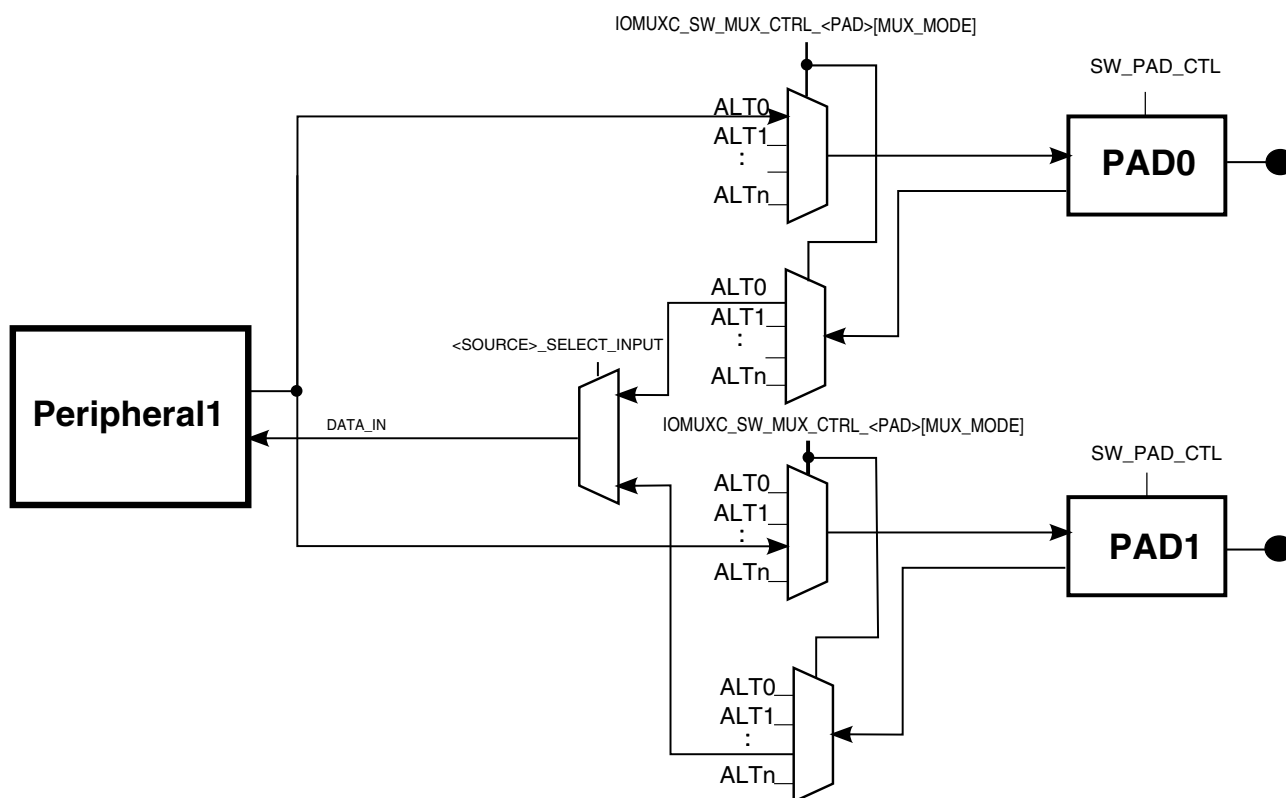 IOMUXC_SW_MUX_CTRL_<PAD>[MUX_MODE]
SW_PAD_CTL
ALT0
ALT1
:
ALTn
PAD0
ALT0
ALT1
:
ALTn
<SOURCE>_SELECT_INPUT
Peripheral1
DATA_IN
IOMUXC_SW_MUX_CTRL_<PAD>[MUX_MODE]
SW_PAD_CTL
ALT0
ALT1
:
ALTn
PAD1
ALT0
ALT1
:
ALTn